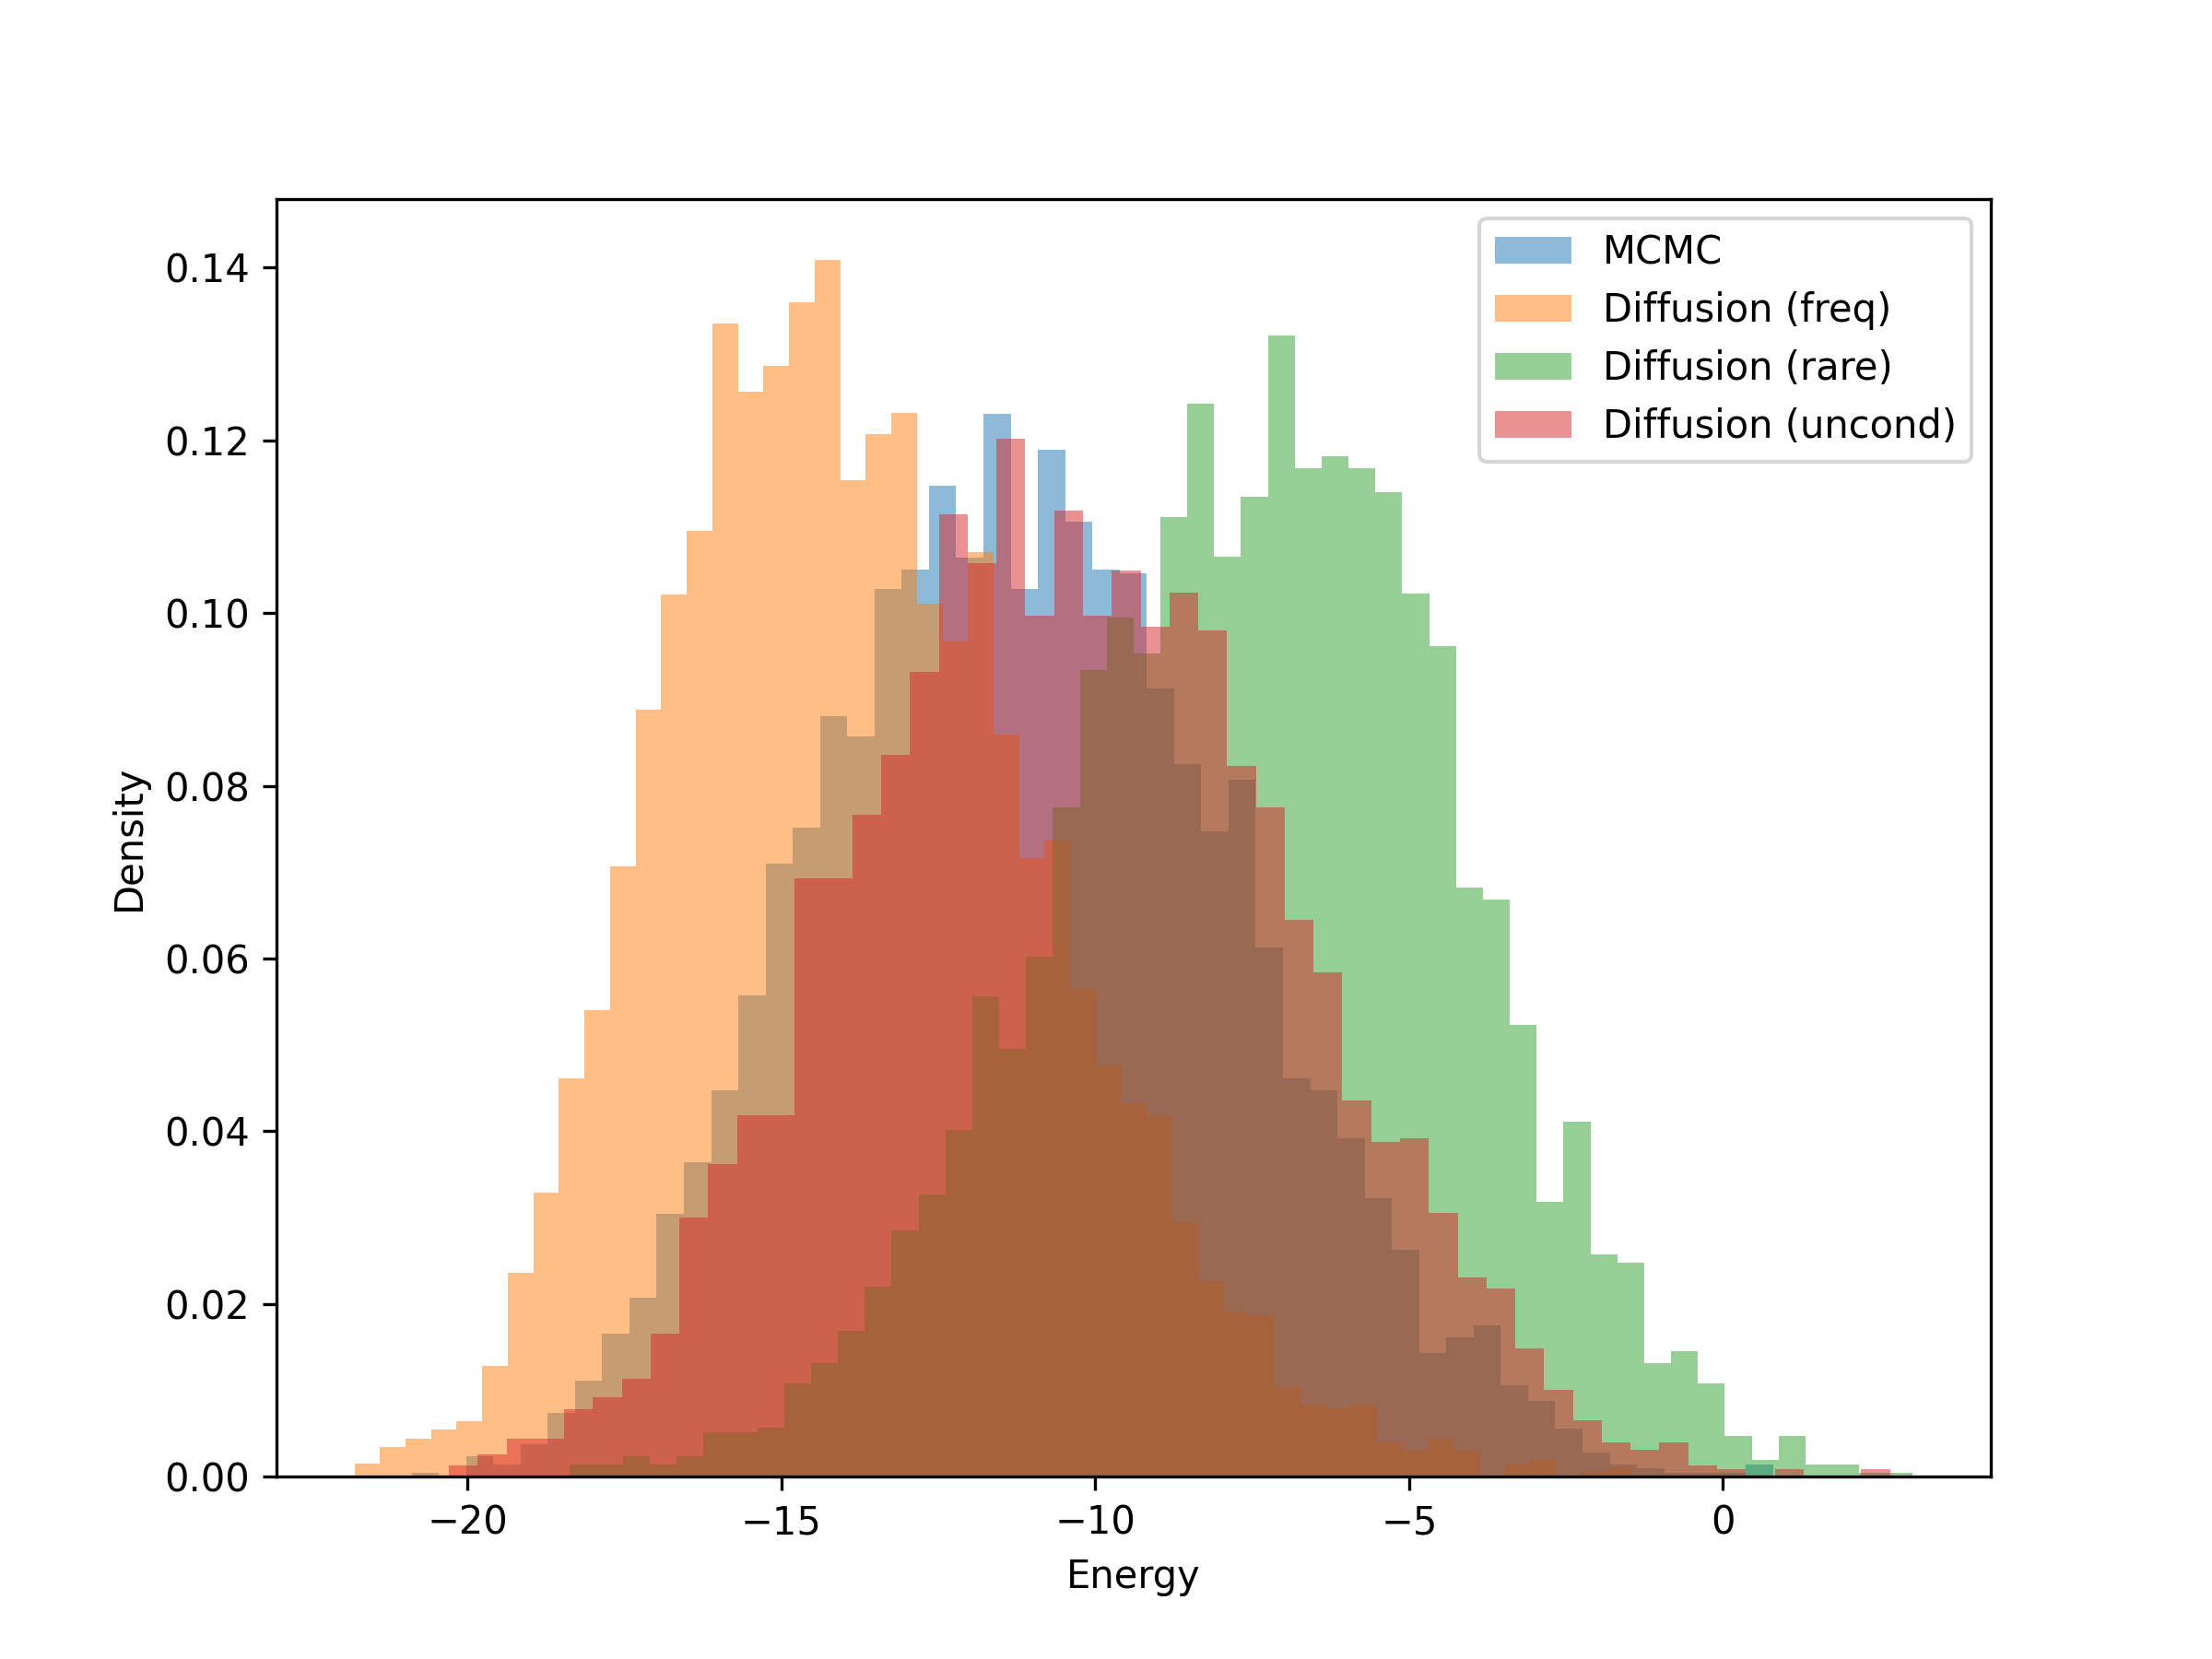 MCMC
Diffusion (freq)
Diffusion (rare)
Diffusion (uncond)
0.14
0.12
0.10
0.08
0.06
0.04
0.02
0.00
Density
−20 −15 −10 −5 0
Energy